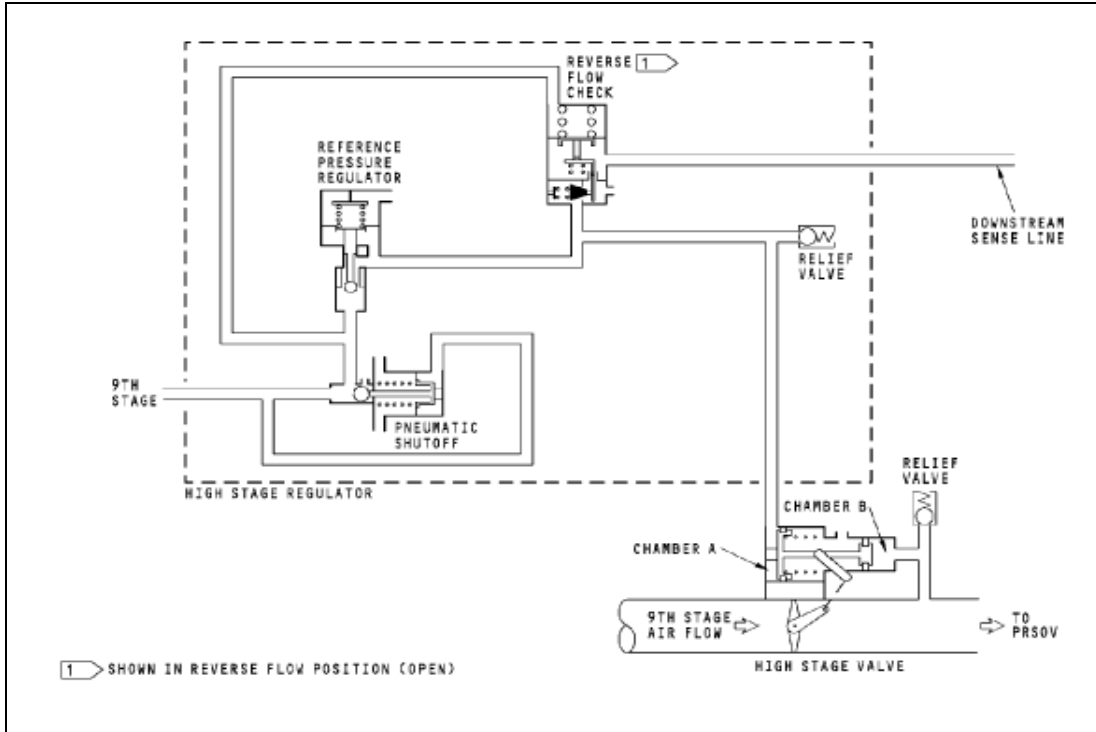 REVERSE 1
FLOW
CHECK
REFERENCE
PRESSURE
REGULATOR
DOWNSTREAM
SENSE LINE
RELIEF
VALVE
9TH
STAGE
PNEUMATIC
SHUTOFF
HIGH STAGE REGULATOR
RELIEF
VALVE
CHAMBER B
CHAMBER A
9TH STAGE
AIR FLOW
TO
PRSOV
HIGH STAGE VALVE
1 SHOWN IN REVERSE FLOW POSITION (OPEN)